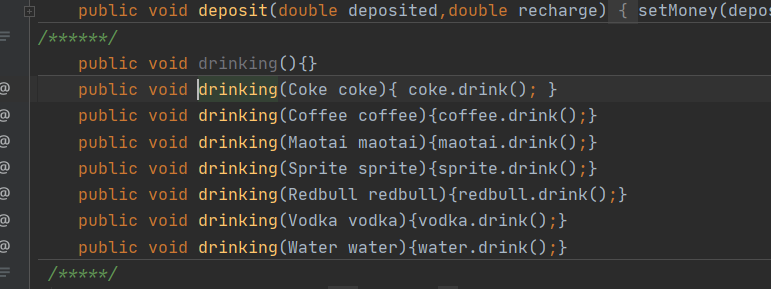 public void deposit(double deposited,double recharge) { setMoney(depos
/******/
public void drinking(){}
public void drinking(Coke coke){ coke.drink(); }
public void drinking(Coffee coffee){coffee.drink();}
public void drinking(Maotai maotai){maotai.drink();}
public void drinking(Sprite sprite){sprite.drink();}
public void drinking(Redbull redbull){redbull.drink();}
public void drinking(Vodka vodka){vodka.drink();}
public void drinking(Water water){water.drink();}
/*****/